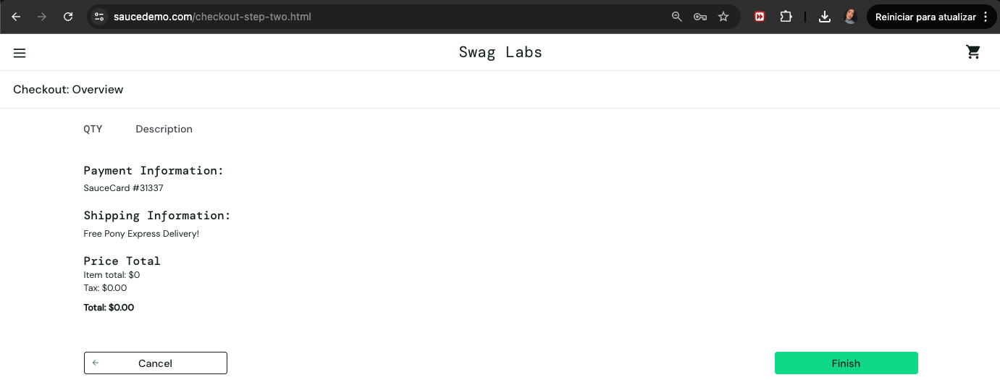 saucedemo.com/checkout-step-two.html
Reiniciar para atualizar
Swag Labs
Checkout: Overview
QTY Description
Payment Information:
SauceCard #31337
Shipping Information:
Free Pony Express Delivery!
Price Total
Item total: $0
Tax: $0.00
Total: $0.00
Cancel Finish